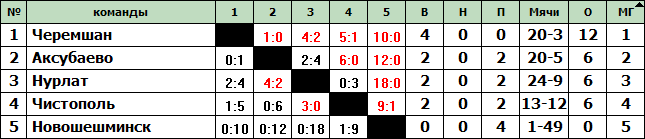 № команды 1 2 3 4 5 В Н П Мячи О МГ
1 Черемшан 1:0 4:2 5:1 10:0 4 0 0 20-3 12 1
2 Аксубаево 0:1 2:4 6:0 12:0 2 0 2 20-5 6 2
3 Нурлат 2:4 4:2 0:3 18:0 2 0 2 24-9 6 3
4 Чистополь 1:5 0:6 3:0 9:1 2 0 2 13-12 6 4
5 Новошешминск 0:10 0:12 0:18 1:9 0 0 4 1-49 0 5